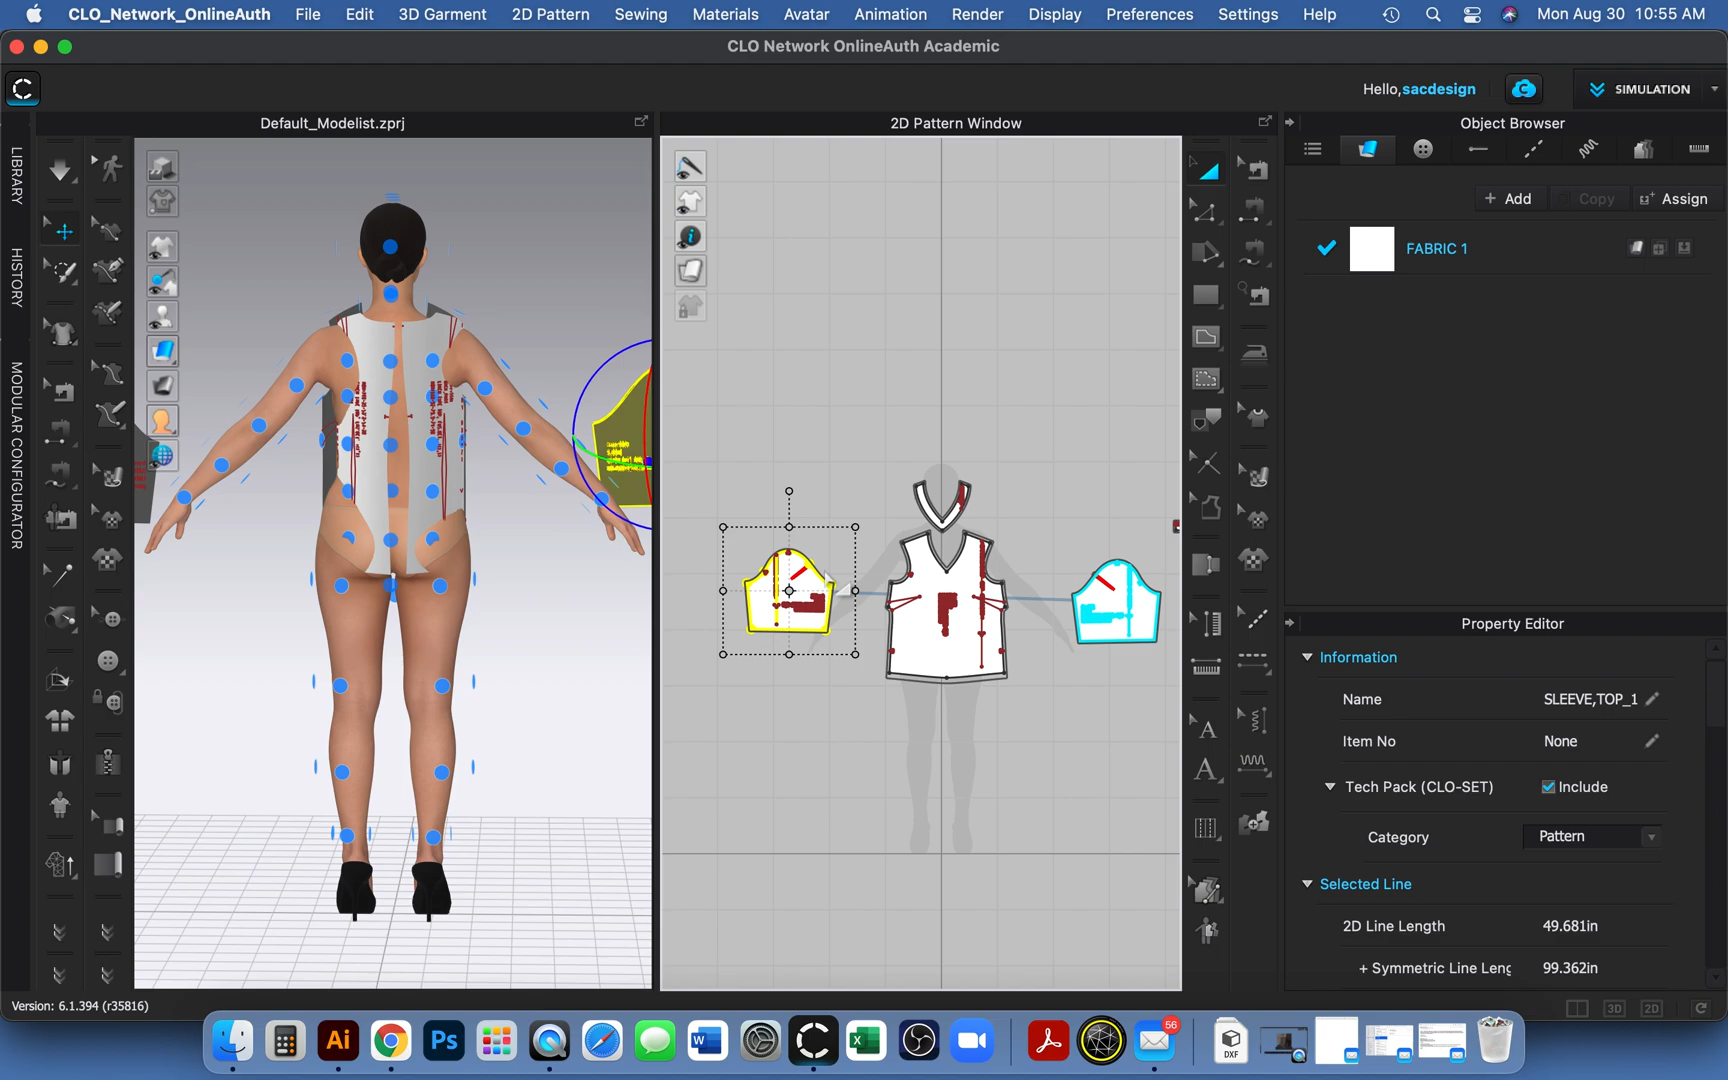 CLO_Network_OnlineAuth File Edit 3D Garment 2D Pattern Sewing Materials Avatar Animation Render Display Preferences Settings Help Mon Aug 30 10:55 AM
CLO Network OnlineAuth Academic
Hello,sacdesign
SIMULATION
Default_Modelist.zprj
2D Pattern Window
Object Browser
LIBRARY
HISTORY
MODULAR CONFIGURATOR
+ Add
Copy
Assign
FABRIC 1
Property Editor
Information
Name SLEEVE,TOP_1
Item No None
Tech Pack (CLO-SET) Include
Category Pattern
Selected Line
2D Line Length 49.681in
+ Symmetric Line Leng 99.362in
A
A
Version: 6.1.394 (r35816)
3D
2D
Ai
Ps
W
X
56
DXF